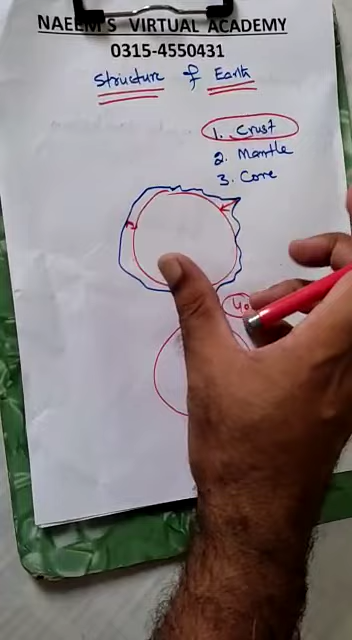 NAEEM'S VIRTUAL ACADEMY
0315-4550431
Structure of Earth
1. Crust
2. Mantle
3. Core